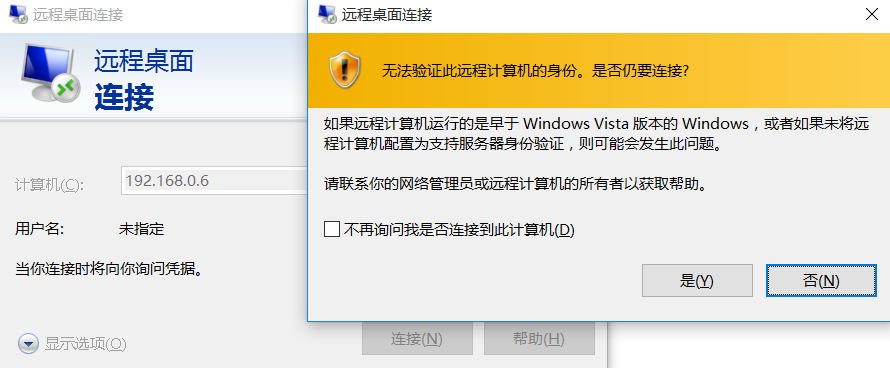 远程桌面连接
远程桌面
连接
计算机(C):
192.168.0.6
用户名:
未指定
当你连接时将向你询问凭据。
显示选项(O)
连接(N)
帮助(H)
远程桌面连接
无法验证此远程计算机的身份。是否仍要连接?
如果远程计算机运行的是早于 Windows Vista 版本的 Windows，或者如果未将远
程计算机配置为支持服务器身份验证，则可能会发生此问题。
请联系你的网络管理员或远程计算机的所有者以获取帮助。
不再询问我是否连接到此计算机(D)
是(Y)
否(N)